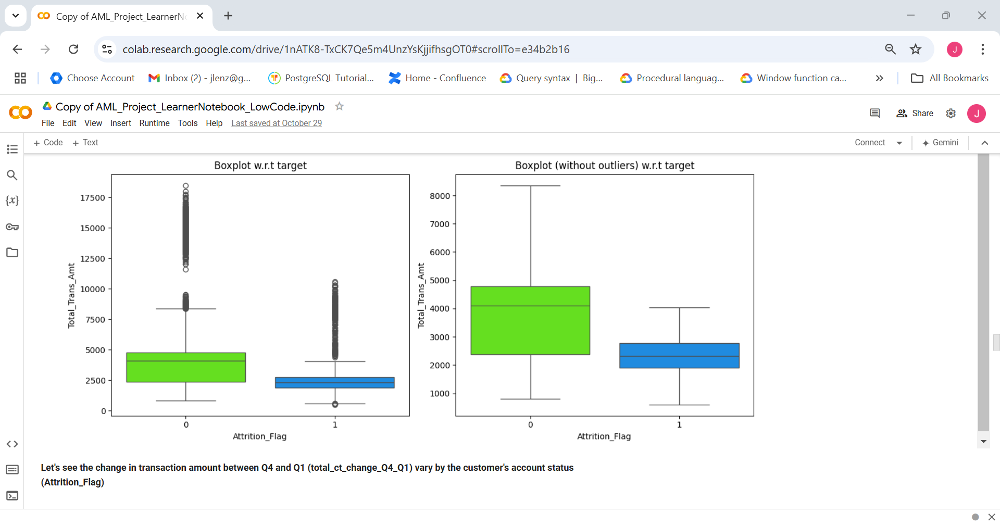 Copy of AML_Project_LearnerN
colab.research.google.com/drive/1nATK8-TxCK7Qe5m4UnzYsKjjifhsgOT0#scrollTo=e34b2b16
J
Choose Account
Inbox (2) - jlenz@g...
PostgreSQL Tutorial...
Home - Confluence
Query syntax | Big...
Procedural languag...
Window function ca...
All Bookmarks
Copy of AML_Project_LearnerNotebook_LowCode.ipynb
Share
J
File Edit View Insert Runtime Tools Help Last saved at October 29
+ Code + Text
Connect
Gemini
{x}
Boxplot w.r.t target
17500
15000
12500
10000
7500
5000
2500
0
Total_Trans_Amt
0 1
Attrition_Flag
Boxplot (without outliers) w.r.t target
8000
7000
6000
5000
4000
3000
2000
1000
Total_Trans_Amt
0 1
Attrition_Flag
Let's see the change in transaction amount between Q4 and Q1 (total_ct_change_Q4_Q1) vary by the customer's account status
(Attrition_Flag)